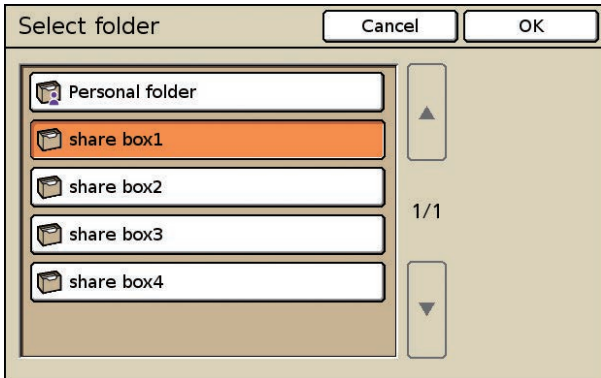 Select folder
Cancel
OK
Personal folder
share box1
share box2
1/1
share box3
share box4